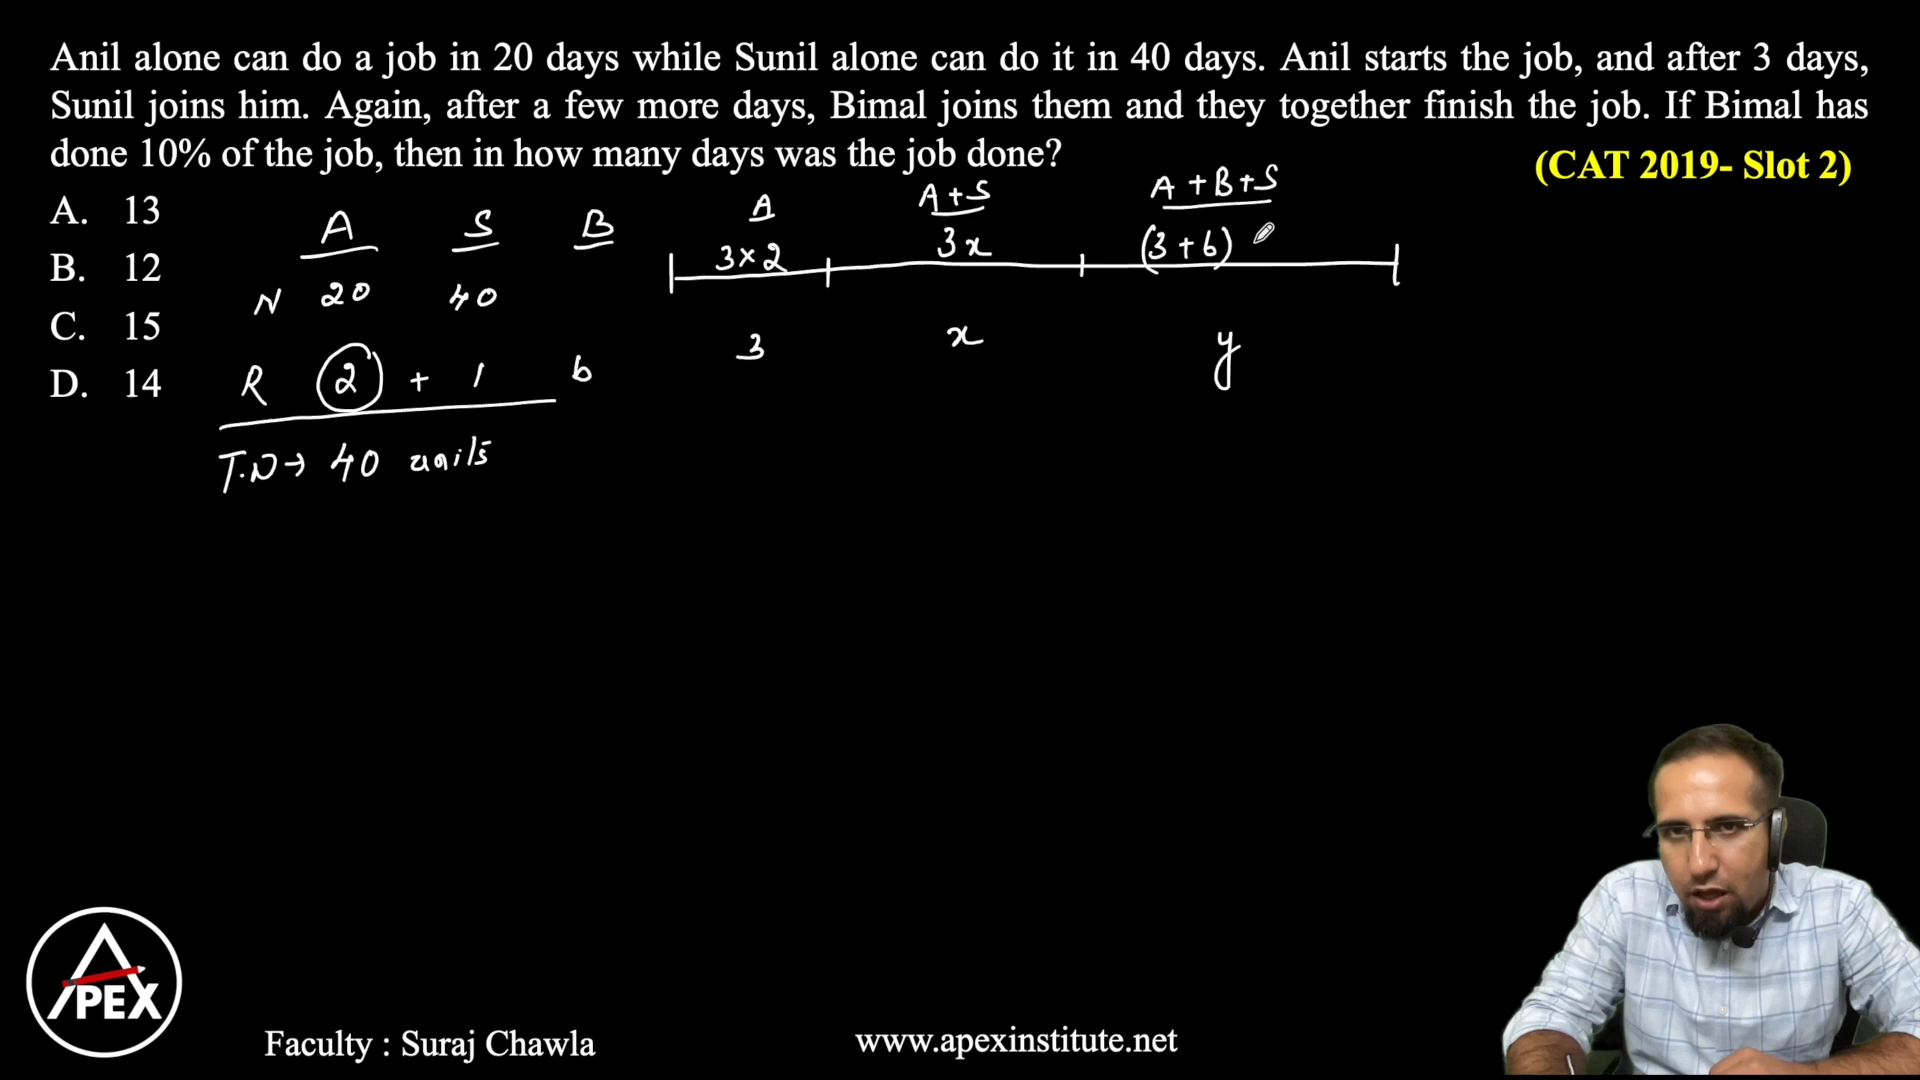 Anil alone can do a job in 20 days while Sunil alone can do it in 40 days. Anil starts the job, and after 3 days,
Sunil joins him. Again, after a few more days, Bimal joins them and they together finish the job. If Bimal has
done 10% of the job, then in how many days was the job done?
(CAT 2019- Slot 2)
A. 13
B. 12
C. 15
D. 14
A S B
N 20 40
R 2 + 1 b
T.W→ 40 units
A A+S A+B+S
3×2 3x (3+b)
3 x y
APEX
Faculty : Suraj Chawla
www.apexinstitute.net